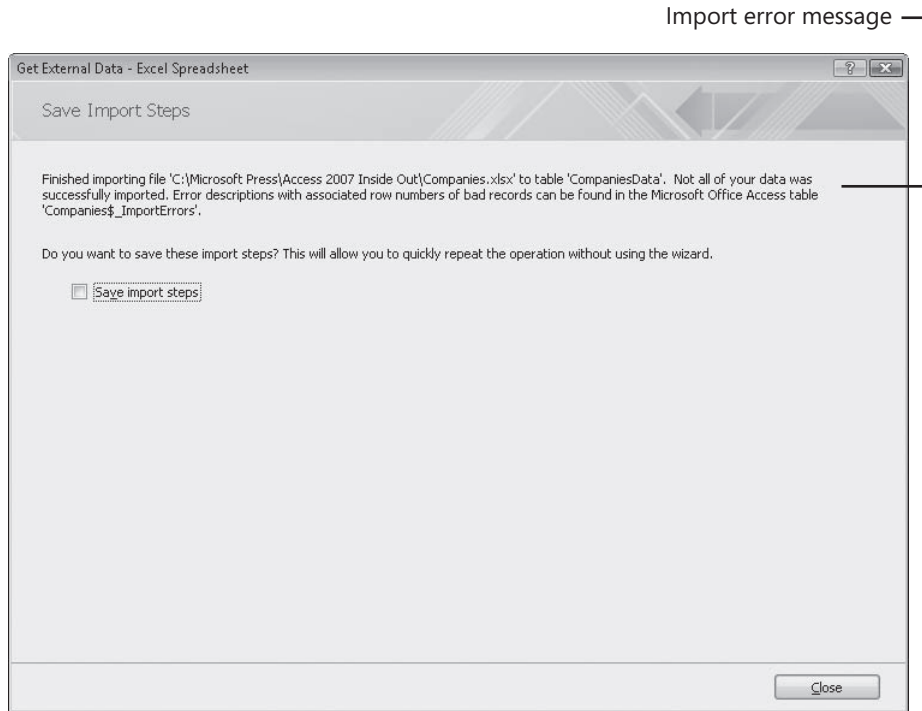 Import error message
Get External Data - Excel Spreadsheet
Save Import Steps
Finished importing file 'C:\Microsoft Press\Access 2007 Inside Out\Companies.xlsx' to table 'CompaniesData'.  Not all of your data was
successfully imported. Error descriptions with associated row numbers of bad records can be found in the Microsoft Office Access table
'Companies$_ImportErrors'.
Do you want to save these import steps? This will allow you to quickly repeat the operation without using the wizard.
Save import steps
Close